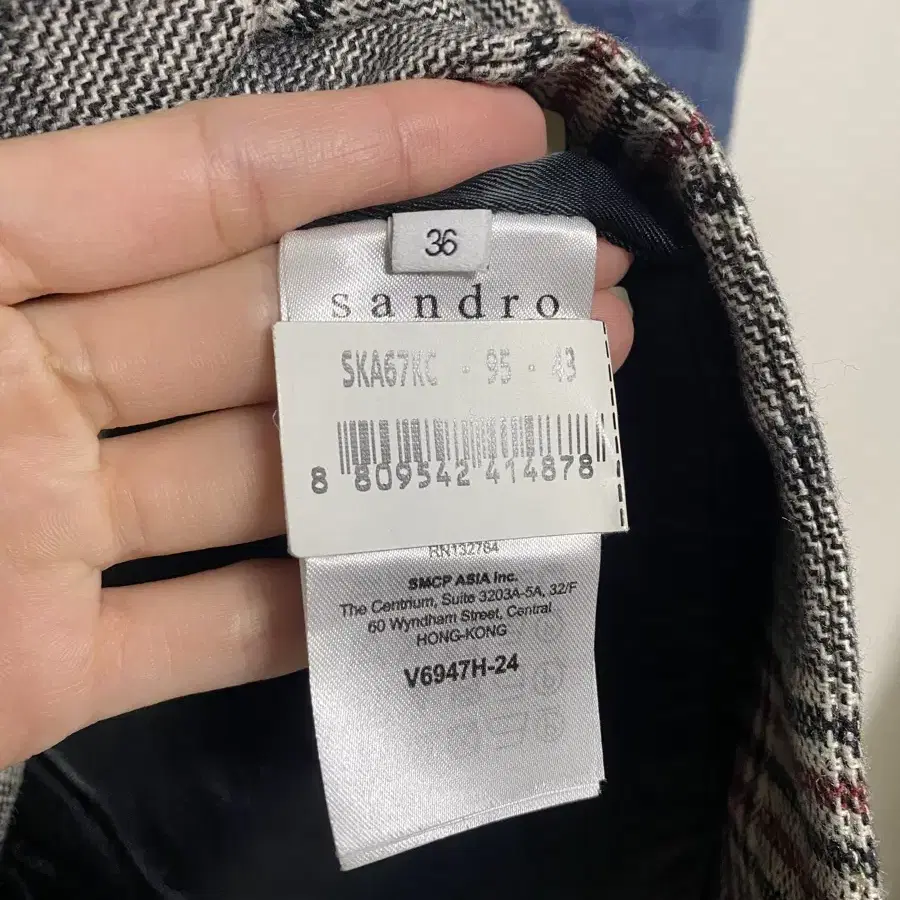 36
sandro
SKA67KC · 95 · 43
8 809542 414878
RN132784
SMCP ASIA Inc.
The Centrium, Suite 3203A-5A, 32/F
60 Wyndham Street, Central
HONG-KONG
V6947H-24